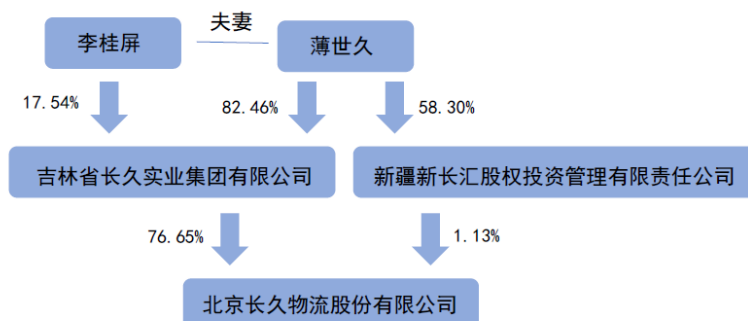 夫妻
李桂屏
薄世久
17.54%
82.46%
58.30%
吉林省长久实业集团有限公司
新疆新长汇股权投资管理有限责任公司
76.65%
1.13%
北京长久物流股份有限公司